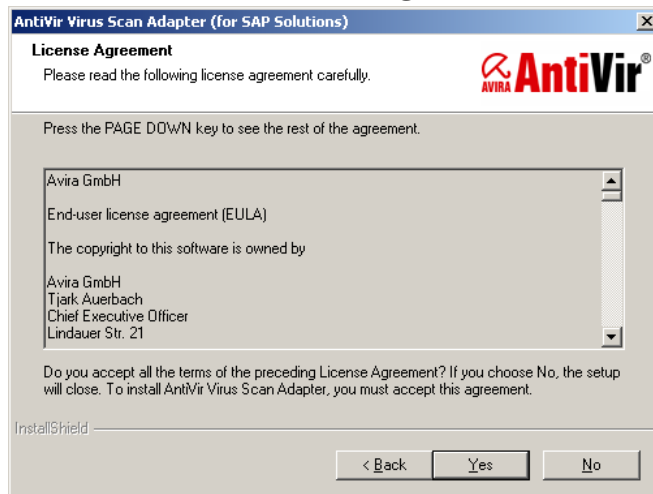 AntiVir Virus Scan Adapter (for SAP Solutions)
License Agreement
Please read the following license agreement carefully.
AVIRA AntiVir®
Press the PAGE DOWN key to see the rest of the agreement.
Avira GmbH
End-user license agreement (EULA)
The copyright to this software is owned by
Avira GmbH
Tjark Auerbach
Chief Executive Officer
Lindauer Str. 21
Do you accept all the terms of the preceding License Agreement? If you choose No, the setup
will close. To install AntiVir Virus Scan Adapter, you must accept this agreement.
InstallShield
< Back
Yes
No